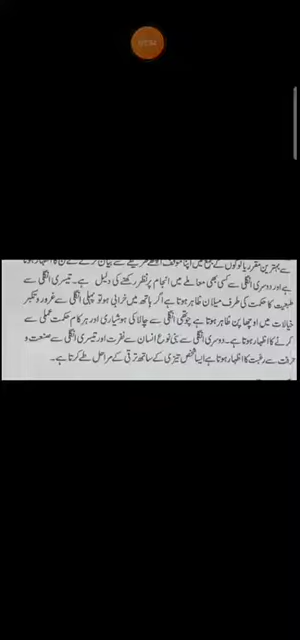 سے بہترین مقرر یا لوگوں کے مجمع میں اپنا موقف اچھے طریقے سے بیان کرنے کے فن کا اظہار ہوتا
ہے اور دوسری انگلی سے کسی بھی معاملے میں انجام پر نظر رکھنے کی دلیل ہے۔ تیسری انگلی سے
طبیعت کا حکمت کی طرف میلان ظاہر ہوتا ہے اگر ہاتھ میں خرابی ہو تو پہلی انگلی سے غرور و تکبر
خیالات میں اوچھا پن ظاہر ہوتا ہے چوتھی انگلی سے چالاکی ہوشیاری اور ہر کام حکمت عملی سے
کرنے کا اظہار ہوتا ہے۔ دوسری انگلی سے بنی نوع انسان سے نفرت اور تیسری انگلی سے صنعت و
حرفت سے رغبت کا اظہار ہوتا ہے ایسا شخص تیزی کے ساتھ ترقی کے مراحل طے کرتا ہے۔